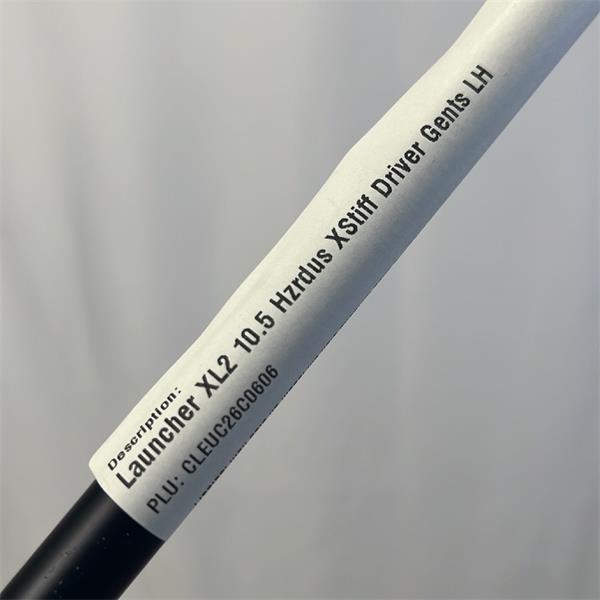 Description:
Launcher XL2 10.5 Hzrdus XStiff Driver Gents LH
PLU: CLEUC26C0606